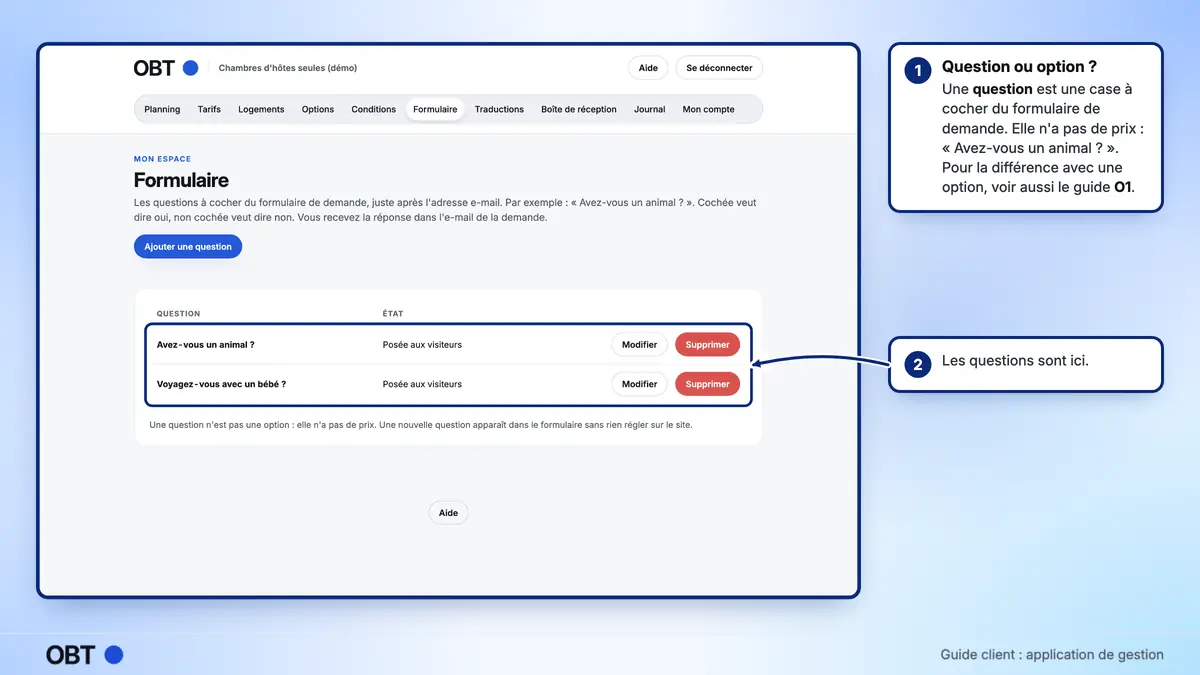 OBT
Chambres d'hôtes seules (démo)
Aide
Se déconnecter
Planning
Tarifs
Logements
Options
Conditions
Formulaire
Traductions
Boîte de réception
Journal
Mon compte
MON ESPACE
Formulaire
Les questions à cocher du formulaire de demande, juste après l'adresse e-mail. Par exemple : « Avez-vous un animal ? ». Cochée veut
dire oui, non cochée veut dire non. Vous recevez la réponse dans l'e-mail de la demande.
Ajouter une question
QUESTION
ÉTAT
Avez-vous un animal ?
Posée aux visiteurs
Modifier
Supprimer
Voyagez-vous avec un bébé ?
Posée aux visiteurs
Modifier
Supprimer
Une question n'est pas une option : elle n'a pas de prix. Une nouvelle question apparaît dans le formulaire sans rien régler sur le site.
Aide
1
Question ou option ?
Une question est une case à
cocher du formulaire de
demande. Elle n'a pas de prix :
« Avez-vous un animal ? ».
Pour la différence avec une
option, voir aussi le guide O1.
2
Les questions sont ici.
OBT
Guide client : application de gestion